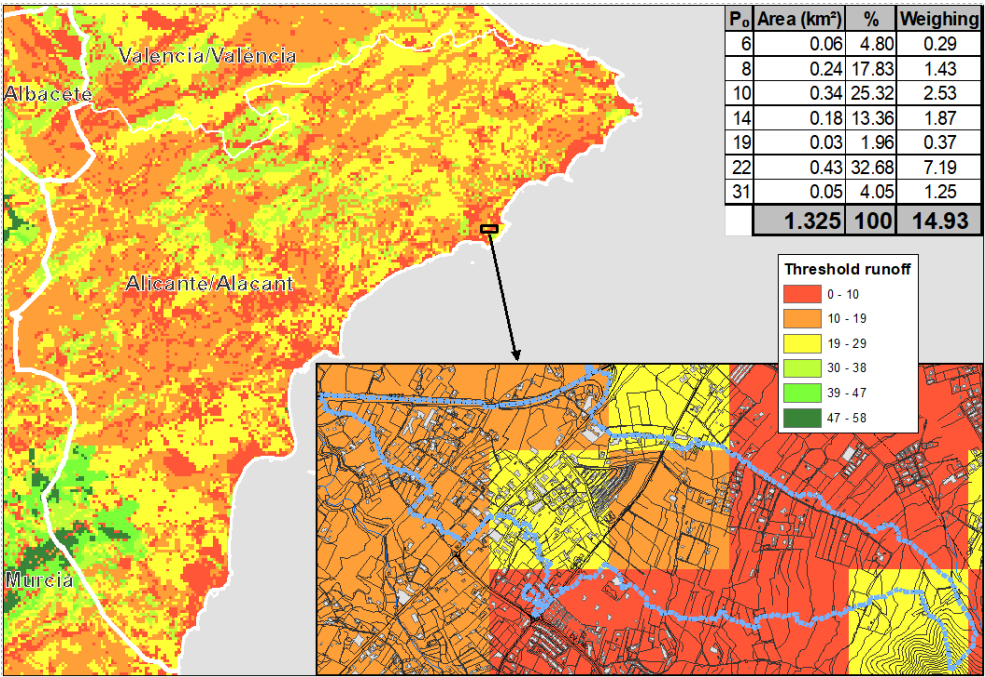 Valencia/València
Albacete
Alicante/Alacant
Murcia
P₀ Area (km²) % Weighing
6 0.06 4.80 0.29
8 0.24 17.83 1.43
10 0.34 25.32 2.53
14 0.18 13.36 1.87
19 0.03 1.96 0.37
22 0.43 32.68 7.19
31 0.05 4.05 1.25
1.325 100 14.93
Threshold runoff
0 - 10
10 - 19
19 - 29
30 - 38
39 - 47
47 - 58